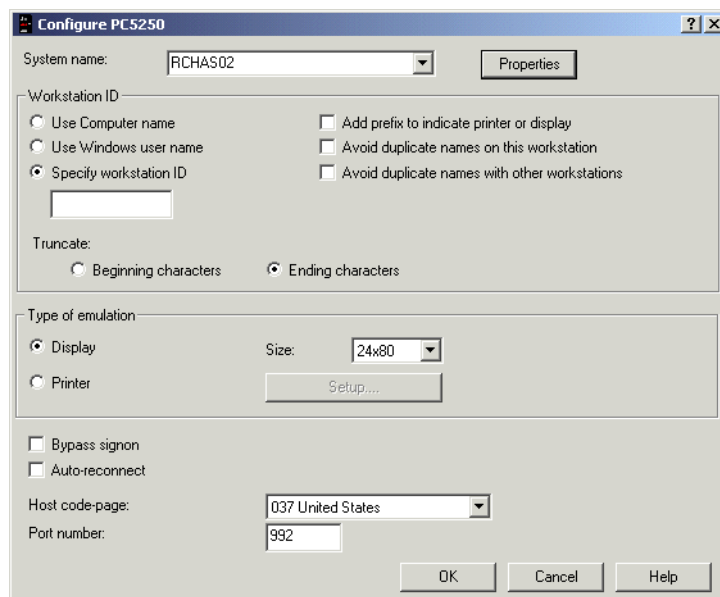 Configure PC5250
System name: RCHAS02 Properties
Workstation ID
Use Computer name Add prefix to indicate printer or display
Use Windows user name Avoid duplicate names on this workstation
Specify workstation ID Avoid duplicate names with other workstations
Truncate:
Beginning characters Ending characters
Type of emulation
Display Size: 24x80
Printer Setup....
Bypass signon
Auto-reconnect
Host code-page: 037 United States
Port number: 992
OK Cancel Help